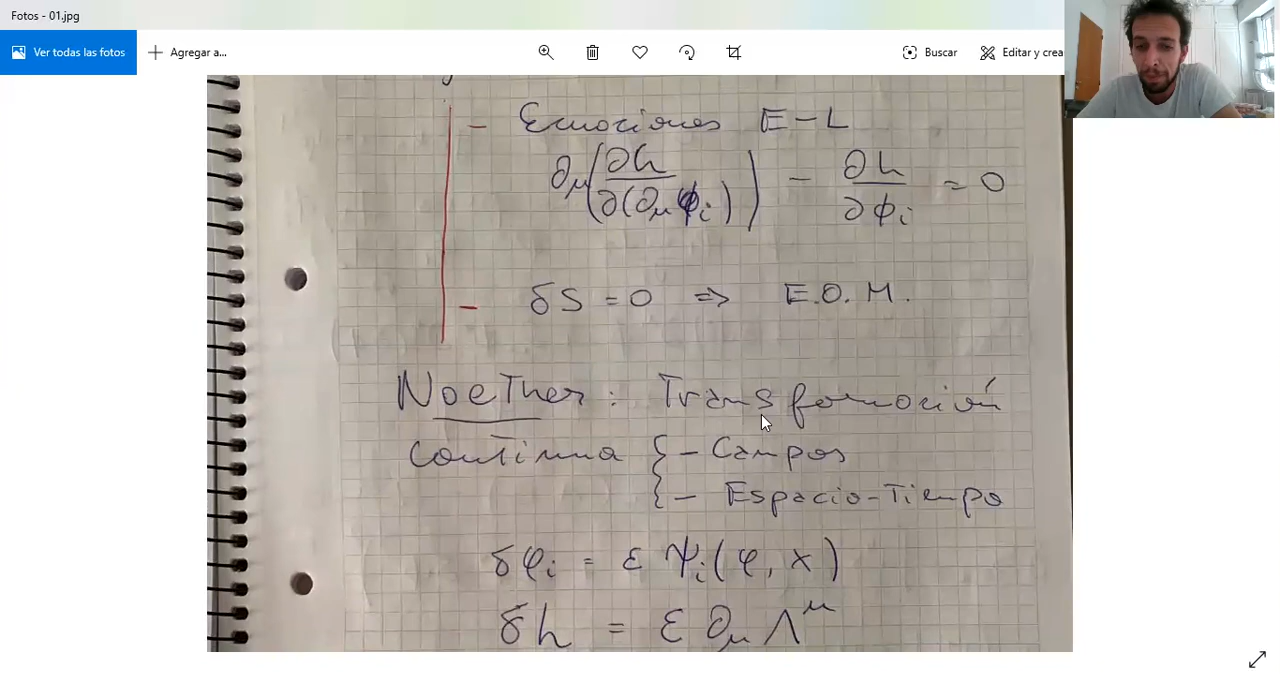 Fotos - 01.jpg
Ver todas las fotos
Agregar a...
Buscar
Editar y crea
- Ecuaciones E-L
∂μ(∂L/∂(∂μϕi)) - ∂L/∂ϕi = 0
- δS = 0 => E.O.M.
Noether: Transformación
continua { - Campos
{ - Espacio-Tiempo
δφi = ε Ψi(φ, x)
δL = ε ∂μ Λ^μ